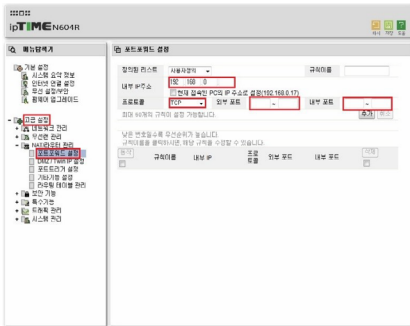 ipTIME N604R
메뉴탐색기
기본 설정
시스템 요약 정보
인터넷 연결 설정
무선 설정/보안
펌웨어 업그레이드
고급 설정
네트워크 관리
무선랜 관리
NAT/라우터 관리
포트포워드 설정
DMZ/Twin IP 설정
포트트리거 설정
기타기능 설정
라우팅 테이블 관리
보안 기능
특수기능
트래픽 관리
시스템 관리
포트포워드 설정
정의된 리스트 사용자정의 규칙이름
내부 IP주소 192 168 0
현재 접속된 PC의 IP 주소로 설정(192.168.0.17)
프로토콜 TCP 외부 포트 ~ 내부 포트 ~
최대 60개의 규칙이 설정 가능합니다. 추가
낮은 번호일수록 우선순위가 높습니다.
규칙이름을 클릭하시면, 해당 규칙을 수정할 수 있습니다.
규칙이름 내부 IP 프로토콜 외부 포트 내부 포트 삭제